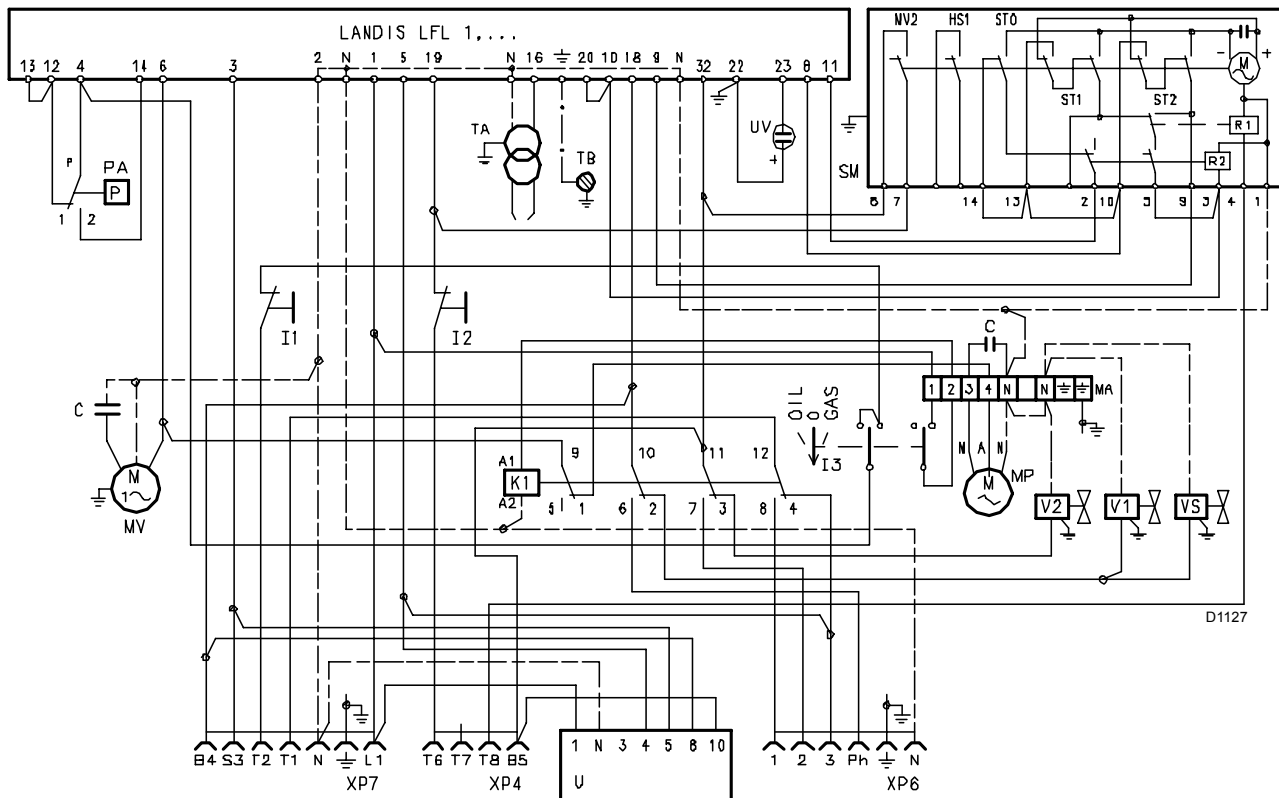 LANDIS LFL 1,...
13 12 4 14 6 3 2 N 1 5 19 N 16 20 10 18 8 9 N 32 22 23 8 11
NV2 HS1 ST0
- M +
ST1 ST2
R1
R2
SM
6 7 14 13 2 10 5 9 3 4 1
TA
TB
UV
+
P PA
P
1 2
I1
I2
C
1 2 3 4 N N MA
OIL
0
GAS
I3
C
M
1
MV
A1
K1
A2
9 10 11 12
5 1 6 2 7 3 8 4
N A N
M
MP
V2 V1 VS
D1127
B4 S3 T2 T1 N L1
XP7
T6 T7 T8 B5
XP4
1 N 3 4 5 8 10
U
1 2 3 Ph N
XP6